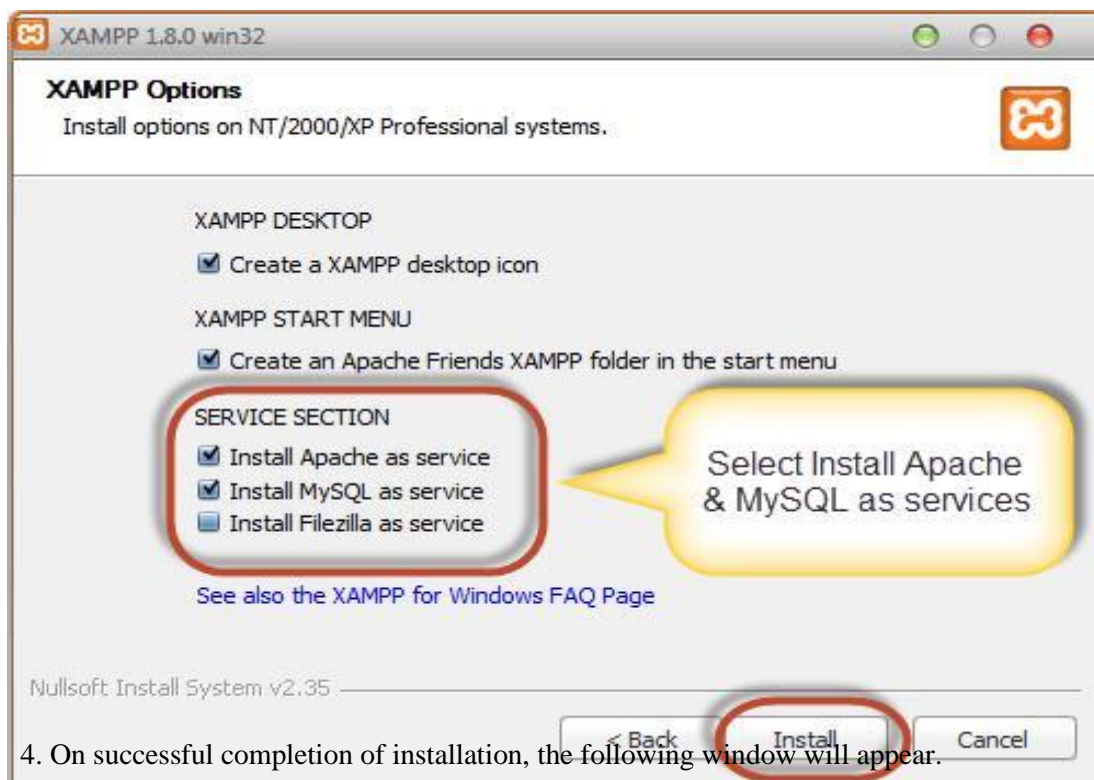 XAMPP 1.8.0 win32
XAMPP Options
Install options on NT/2000/XP Professional systems.
XAMPP DESKTOP
Create a XAMPP desktop icon
XAMPP START MENU
Create an Apache Friends XAMPP folder in the start menu
SERVICE SECTION
Install Apache as service
Install MySQL as service
Install Filezilla as service
Select Install Apache
& MySQL as services
See also the XAMPP for Windows FAQ Page
Nullsoft Install System v2.35
< Back Install Cancel
4. On successful completion of installation, the following window will appear.